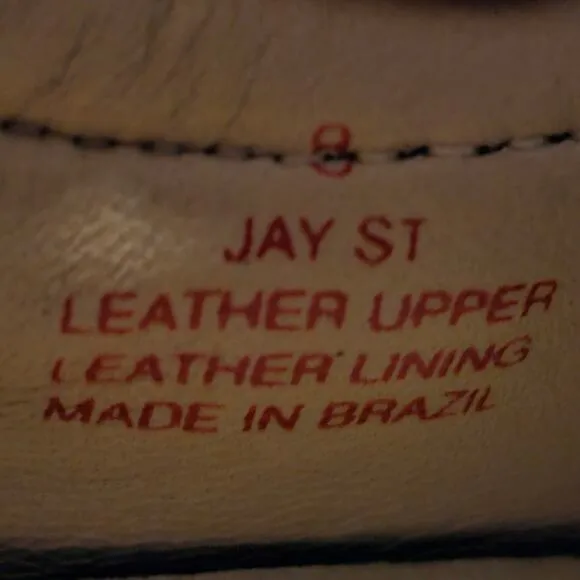 8
JAY ST
LEATHER UPPER
LEATHER LINING
MADE IN BRAZIL